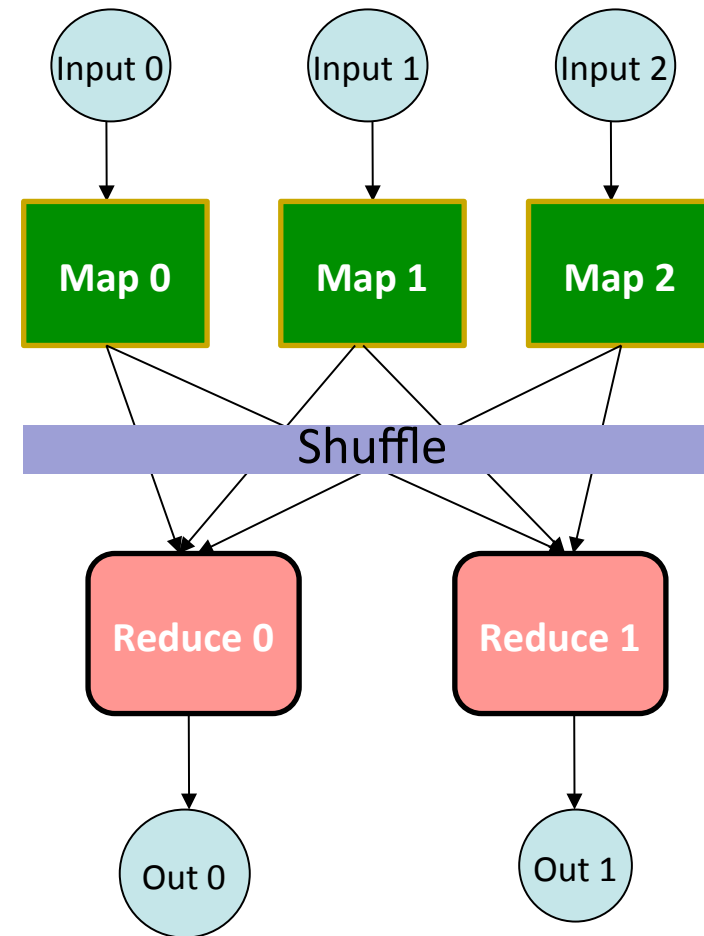 Input 0
Input 1
Input 2
Map 0
Map 1
Map 2
Shuffle
Reduce 0
Reduce 1
Out 0
Out 1